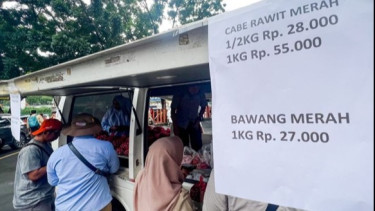 CABE RAWIT MERAH
1/2KG Rp. 28.000
1KG Rp. 55.000
BAWANG MERAH
1KG Rp. 27.000